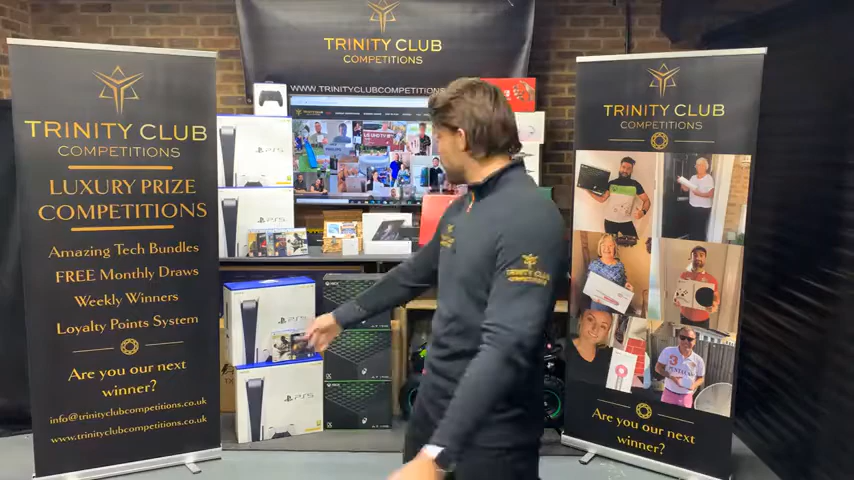 TRINITY CLUB
COMPETITIONS
LUXURY PRIZE
COMPETITIONS
Amazing Tech Bundles
FREE Monthly Draws
Weekly Winners
Loyalty Points System
Are you our next
winner?
info@trinityclubcompetitions.co.uk
www.trinityclubcompetitions.co.uk
TRINITY CLUB
COMPETITIONS
WWW.TRINITYCLUBCOMPETITIONS
PS5
PS5
PS5
PS5
TRINITY CLUB
COMPETITIONS
TRINITY CLUB
COMPETITIONS
Are you our next
winner?